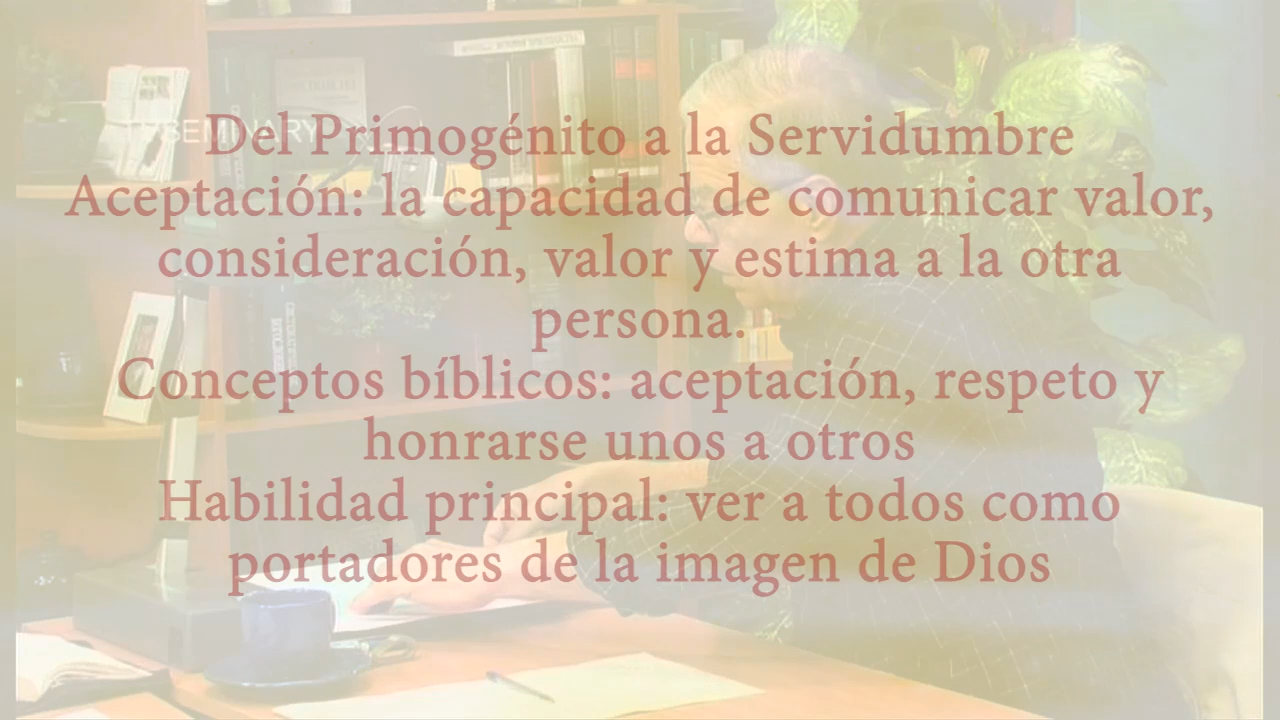 Del Primogénito a la Servidumbre
Aceptación: la capacidad de comunicar valor,
consideración, valor y estima a la otra
persona.
Conceptos bíblicos: aceptación, respeto y
honrarse unos a otros
Habilidad principal: ver a todos como
portadores de la imagen de Dios
SEMINARY